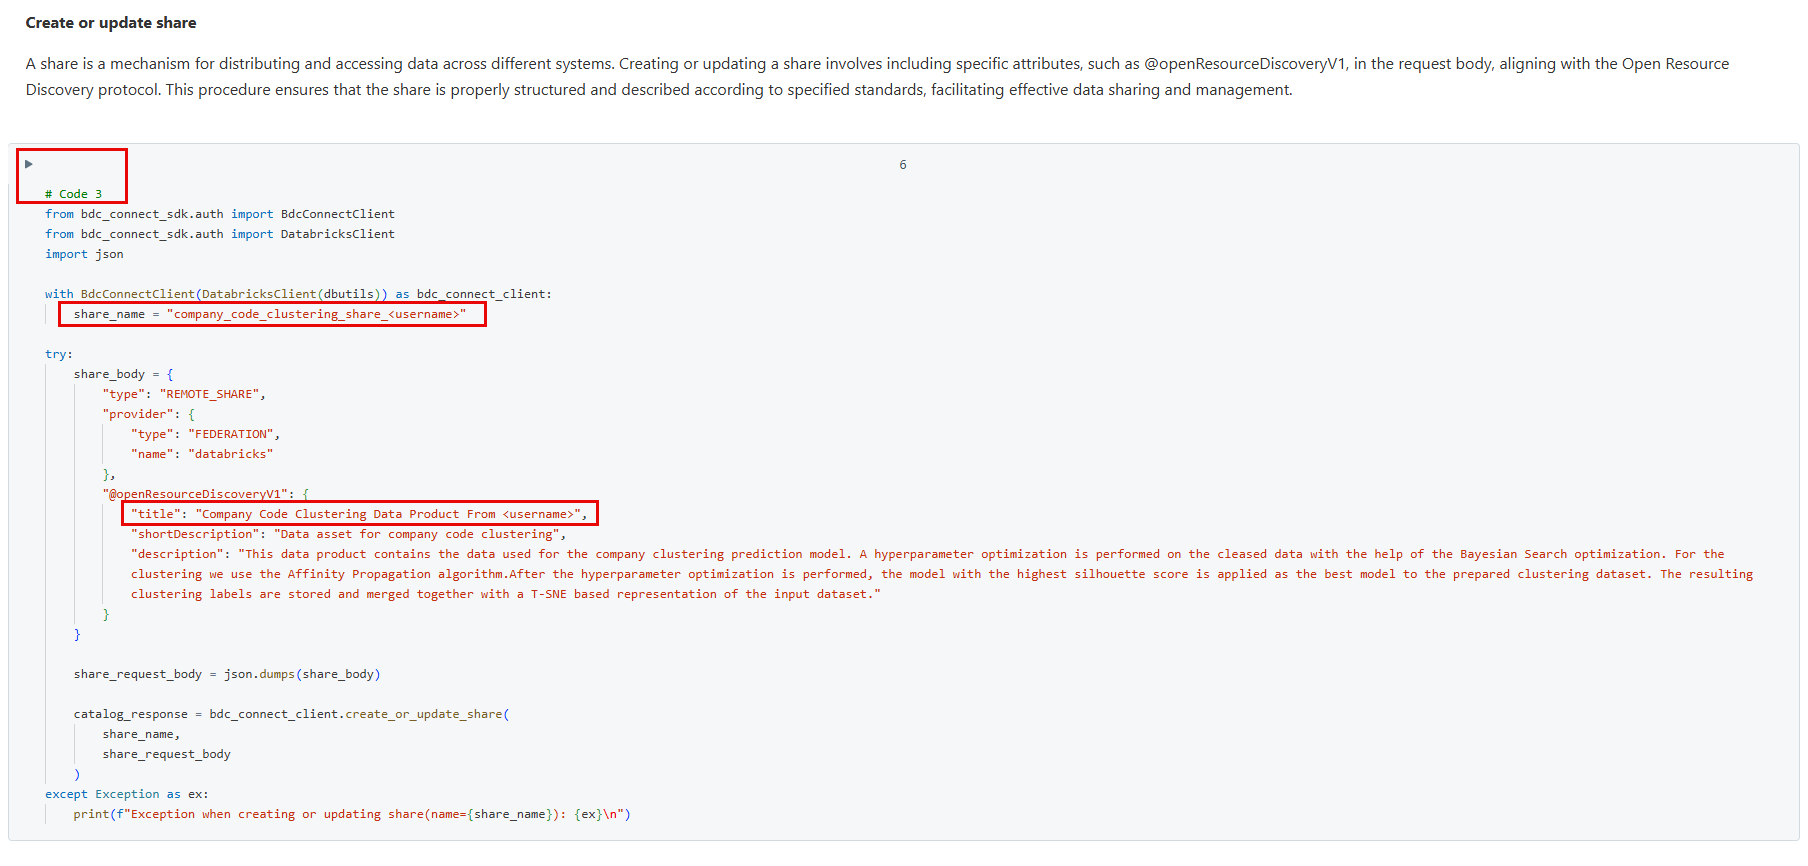 Create or update share
A share is a mechanism for distributing and accessing data across different systems. Creating or updating a share involves including specific attributes, such as @openResourceDiscoveryV1, in the request body, aligning with the Open Resource
Discovery protocol. This procedure ensures that the share is properly structured and described according to specified standards, facilitating effective data sharing and management.
6
# Code 3
from bdc_connect_sdk.auth import BdcConnectClient
from bdc_connect_sdk.auth import DatabricksClient
import json
with BdcConnectClient(DatabricksClient(dbutils)) as bdc_connect_client:
share_name = "company_code_clustering_share_<username>"
try:
share_body = {
"type": "REMOTE_SHARE",
"provider": {
"type": "FEDERATION",
"name": "databricks"
},
"@openResourceDiscoveryV1": {
"title": "Company Code Clustering Data Product From <username>",
"shortDescription": "Data asset for company code clustering",
"description": "This data product contains the data used for the company clustering prediction model. A hyperparameter optimization is performed on the cleased data with the help of the Bayesian Search optimization. For the
clustering we use the Affinity Propagation algorithm.After the hyperparameter optimization is performed, the model with the highest silhouette score is applied as the best model to the prepared clustering dataset. The resulting
clustering labels are stored and merged together with a T-SNE based representation of the input dataset."
}
}
share_request_body = json.dumps(share_body)
catalog_response = bdc_connect_client.create_or_update_share(
share_name,
share_request_body
)
except Exception as ex:
print(f"Exception when creating or updating share(name={share_name}): {ex}\n")